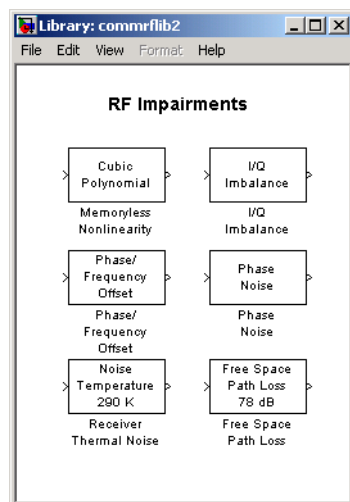 Library: commrflib2
File Edit View Format Help
RF Impairments
Cubic
Polynomial
Memoryless
Nonlinearity
I/Q
Imbalance
I/Q
Imbalance
Phase/
Frequency
Offset
Phase/
Frequency
Offset
Phase
Noise
Phase
Noise
Noise
Temperature
290 K
Receiver
Thermal Noise
Free Space
Path Loss
78 dB
Free Space
Path Loss